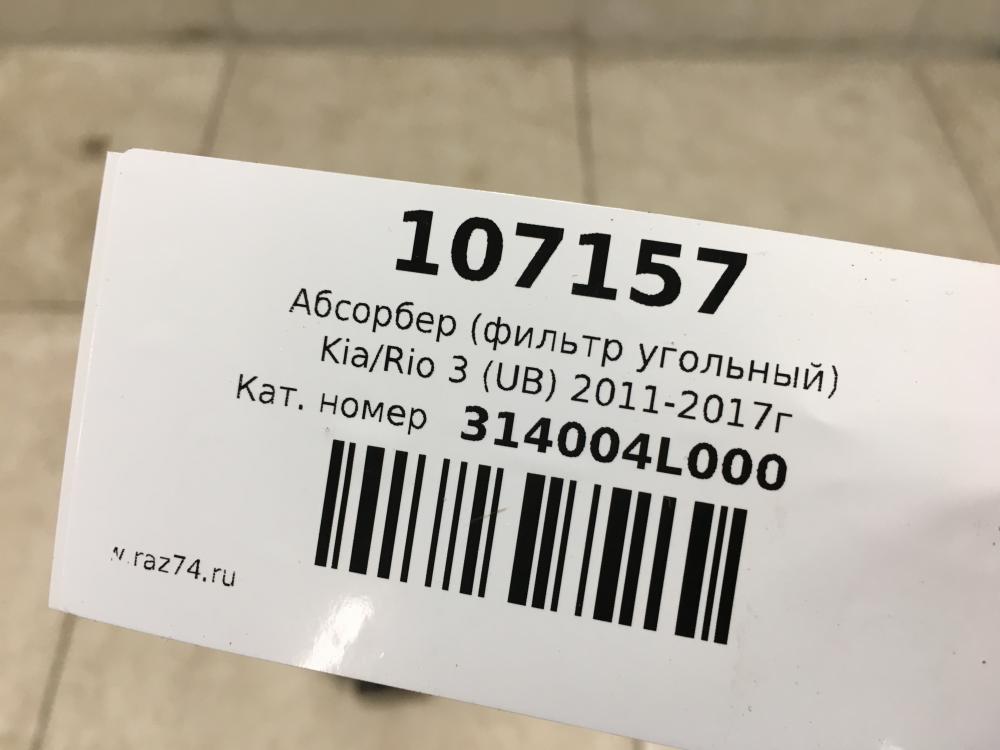 107157
Абсорбер (фильтр угольный)
Kia/Rio 3 (UB) 2011-2017г
Кат. номер 314004L000
w.raz74.ru